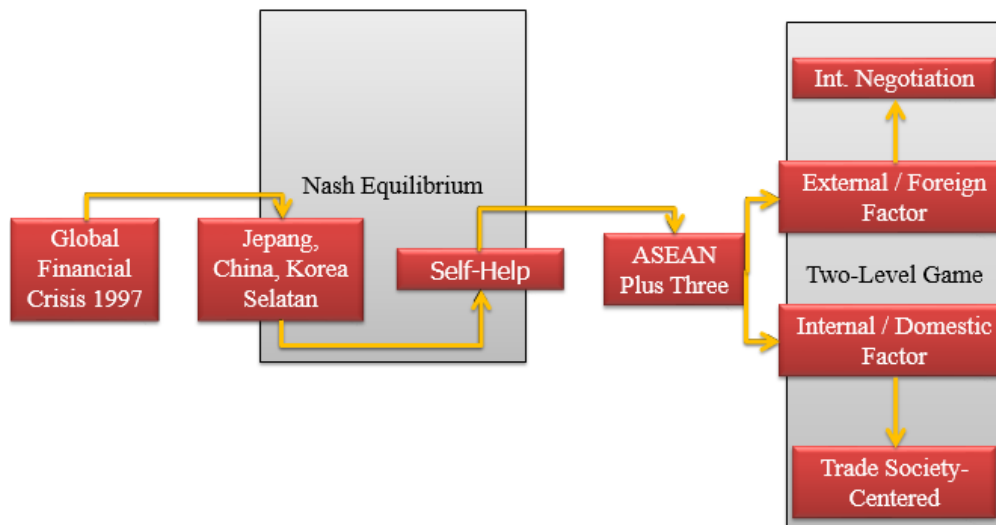 Global
Financial
Crisis 1997
Jepang,
China, Korea
Selatan
Nash Equilibrium
Self-Help
ASEAN
Plus Three
Int. Negotiation
External / Foreign
Factor
Two-Level Game
Internal / Domestic
Factor
Trade Society-
Centered